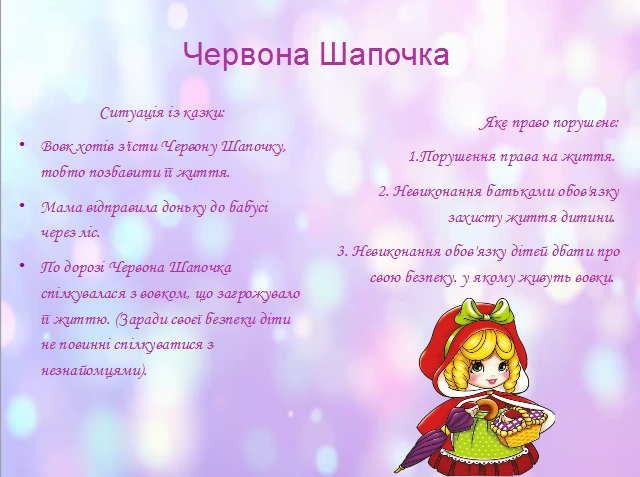 Червона Шапочка
Ситуація із казки:
• Вовк хотів з'їсти Червону Шапочку,
тобто позбавити її життя.
• Мама відправила доньку до бабусі
через ліс.
• По дорозі Червона Шапочка
спілкувалася з вовком, що загрожувало
її життю. (Заради своєї безпеки діти
не повинні спілкуватися з
незнайомцями).
Яке право порушене:
1.Порушення права на життя.
2. Невиконання батьками обов'язку
захисту життя дитини.
3. Невиконання обов'язку дітей дбати про
свою безпеку. у якому живуть вовки.